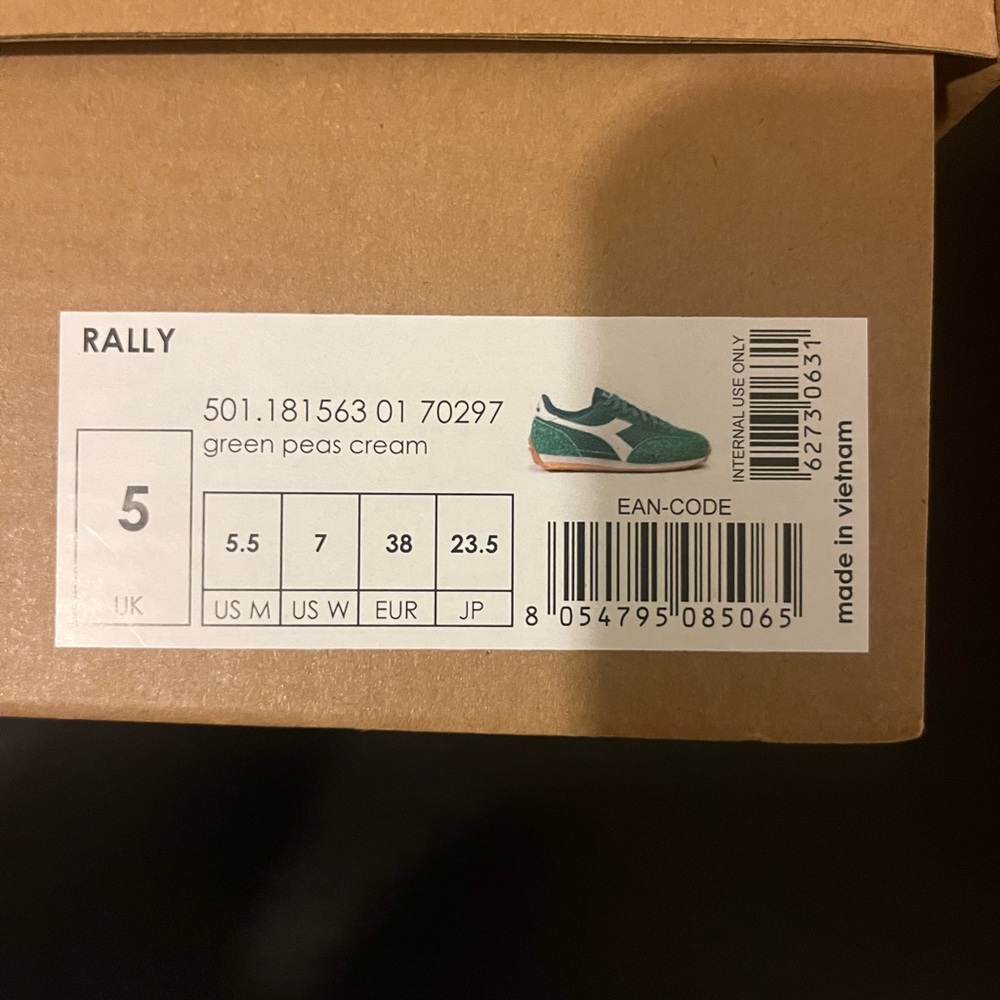 RALLY
501.181563 01 70297
green peas cream
5
UK
5.5 7 38 23.5
US M US W EUR JP
EAN-CODE
8 054795 085065
INTERNAL USE ONLY
6273 0631
made in vietnam